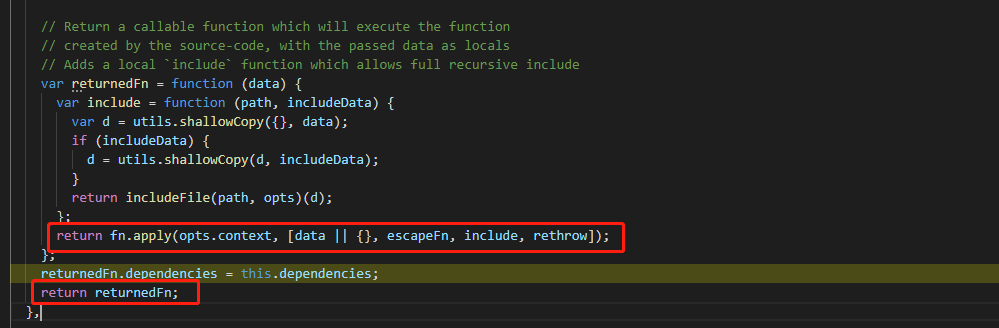 // Return a callable function which will execute the function
// created by the source-code, with the passed data as locals
// Adds a local `include` function which allows full recursive include
var returnedFn = function (data) {
var include = function (path, includeData) {
var d = utils.shallowCopy({}, data);
if (includeData) {
d = utils.shallowCopy(d, includeData);
}
return includeFile(path, opts)(d);
};
return fn.apply(opts.context, [data || {}, escapeFn, include, rethrow]);
};
returnedFn.dependencies = this.dependencies;
return returnedFn;
},